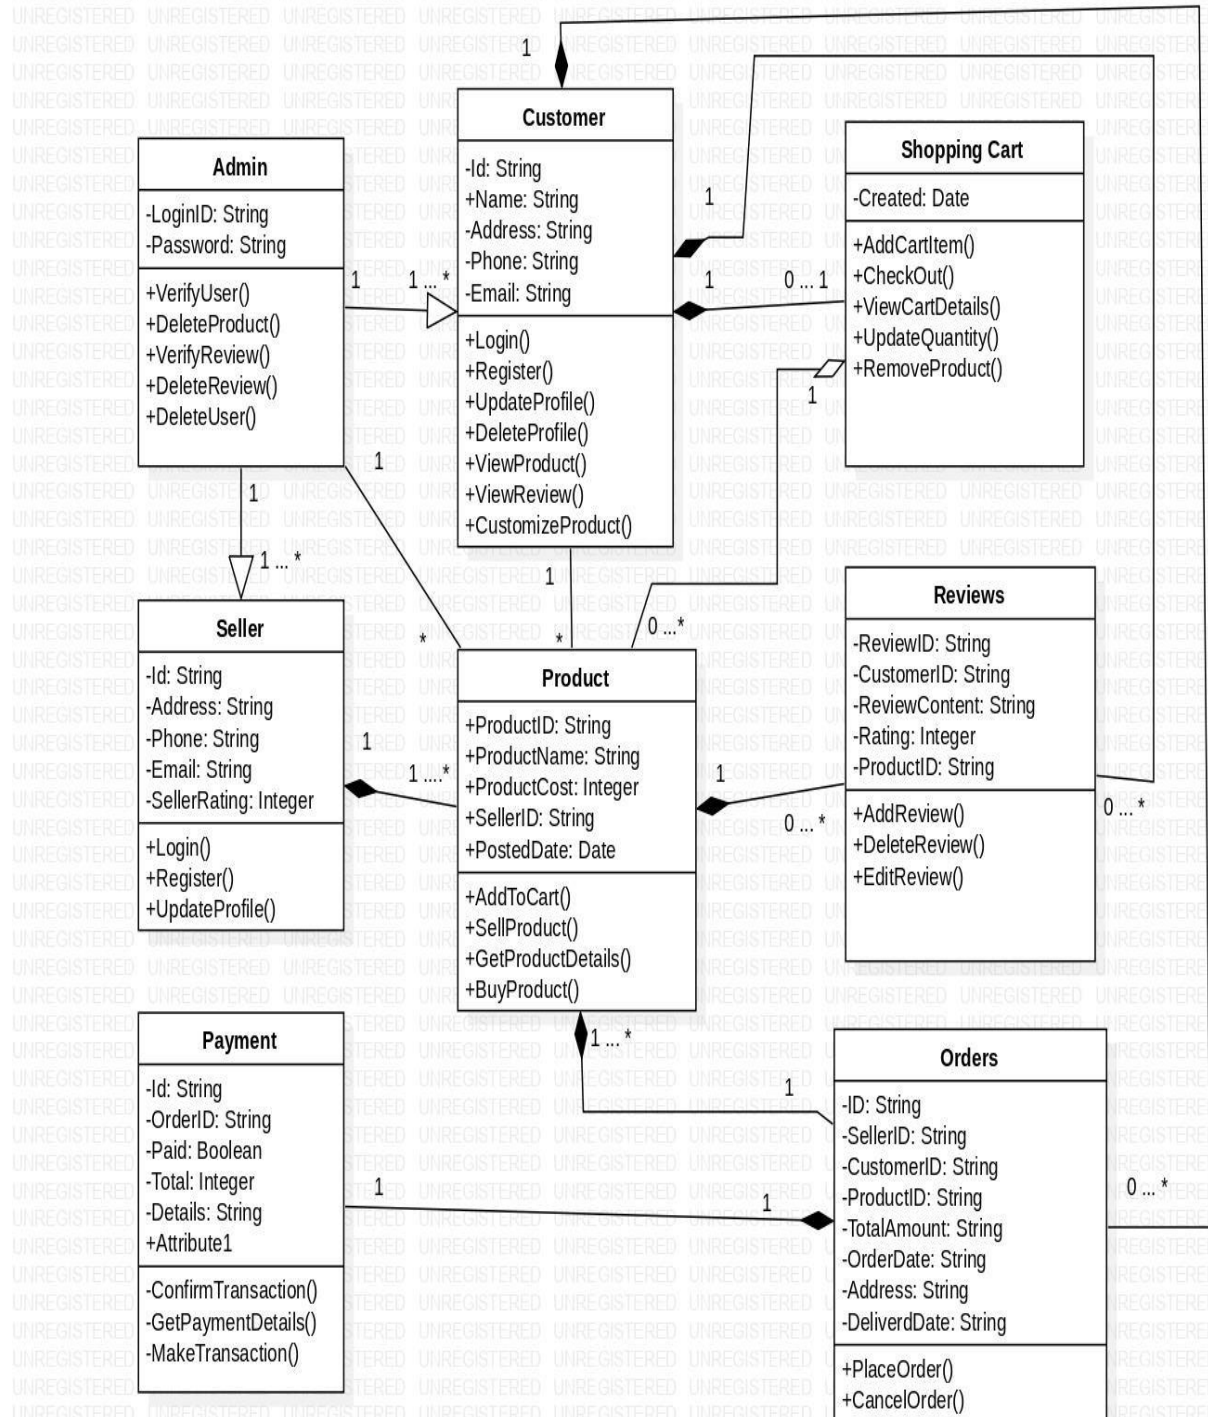 Customer
-Id: String
+Name: String
-Address: String
-Phone: String
-Email: String
+Login()
+Register()
+UpdateProfile()
+DeleteProfile()
+ViewProduct()
+ViewReview()
+CustomizeProduct()
Admin
-LoginID: String
-Password: String
+VerifyUser()
+DeleteProduct()
+VerifyReview()
+DeleteReview()
+DeleteUser()
Shopping Cart
-Created: Date
+AddCartItem()
+CheckOut()
+ViewCartDetails()
+UpdateQuantity()
+RemoveProduct()
1
1
1
1 ... *
1
0 ... 1
1
1
1
1 ... *
1
*
*
0 ...*
Seller
-Id: String
-Address: String
-Phone: String
-Email: String
-SellerRating: Integer
+Login()
+Register()
+UpdateProfile()
1
1 ....*
Product
+ProductID: String
+ProductName: String
+ProductCost: Integer
+SellerID: String
+PostedDate: Date
+AddToCart()
+SellProduct()
+GetProductDetails()
+BuyProduct()
1
0 ... *
Reviews
-ReviewID: String
-CustomerID: String
-ReviewContent: String
-Rating: Integer
-ProductID: String
+AddReview()
+DeleteReview()
+EditReview()
0 ... *
1 ... *
1
Payment
-Id: String
-OrderID: String
-Paid: Boolean
-Total: Integer
-Details: String
+Attribute1
-ConfirmTransaction()
-GetPaymentDetails()
-MakeTransaction()
1
1
Orders
-ID: String
-SellerID: String
-CustomerID: String
-ProductID: String
-TotalAmount: String
-OrderDate: String
-Address: String
-DeliverdDate: String
+PlaceOrder()
+CancelOrder()
0 ... *
UNREGISTERED